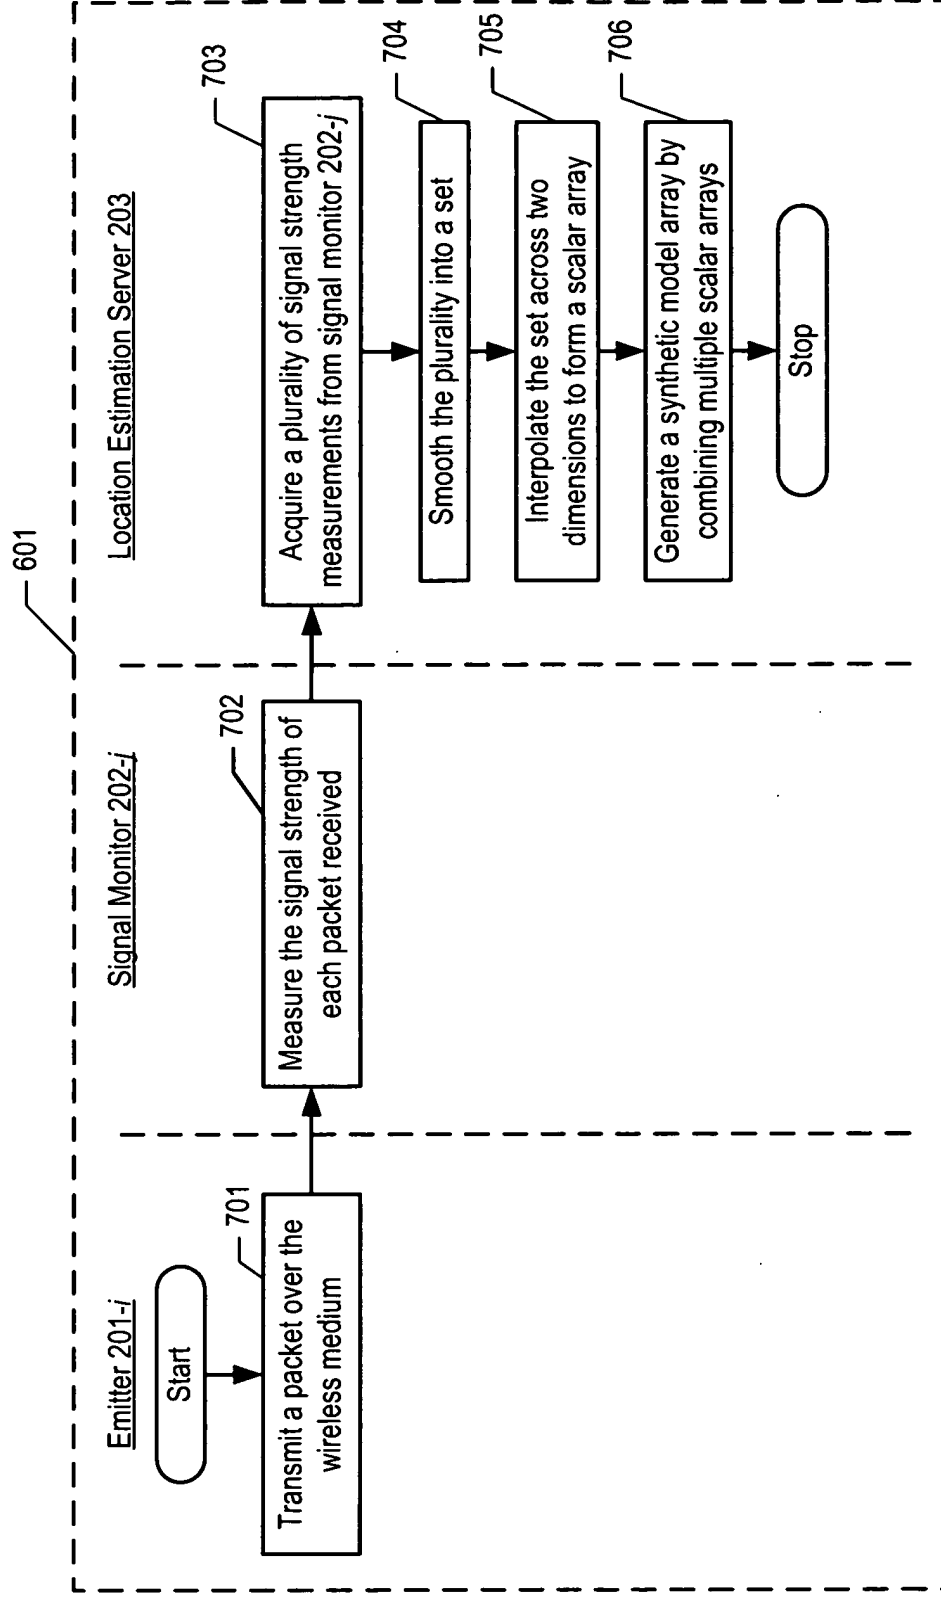 601
Emitter 201-i
Signal Monitor 202-j
Location Estimation Server 203
Start
701
Transmit a packet over the
wireless medium
702
Measure the signal strength of
each packet received
703
Acquire a plurality of signal strength
measurements from signal monitor 202-j
704
Smooth the plurality into a set
705
Interpolate the set across two
dimensions to form a scalar array
706
Generate a synthetic model array by
combining multiple scalar arrays
Stop